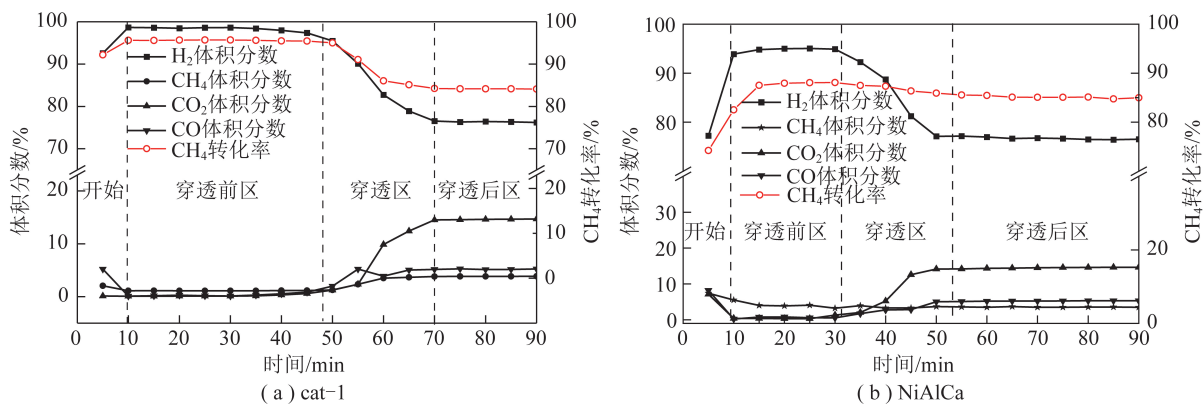 100
90
80
70
20
10
0
体积分数/%
100
90
80
70
20
10
0
CH₄转化率/%
H₂体积分数
CH₄体积分数
CO₂体积分数
CO体积分数
CH₄转化率
开始
穿透前区
穿透区
穿透后区
0 10 20 30 40 50 60 70 80 90
时间/min
(a) cat-1
100
90
80
30
20
10
0
体积分数/%
100
80
20
0
CH₄转化率/%
H₂体积分数
CH₄体积分数
CO₂体积分数
CO体积分数
CH₄转化率
开始
穿透前区
穿透区
穿透后区
0 10 20 30 40 50 60 70 80 90
时间/min
(b) NiAlCa